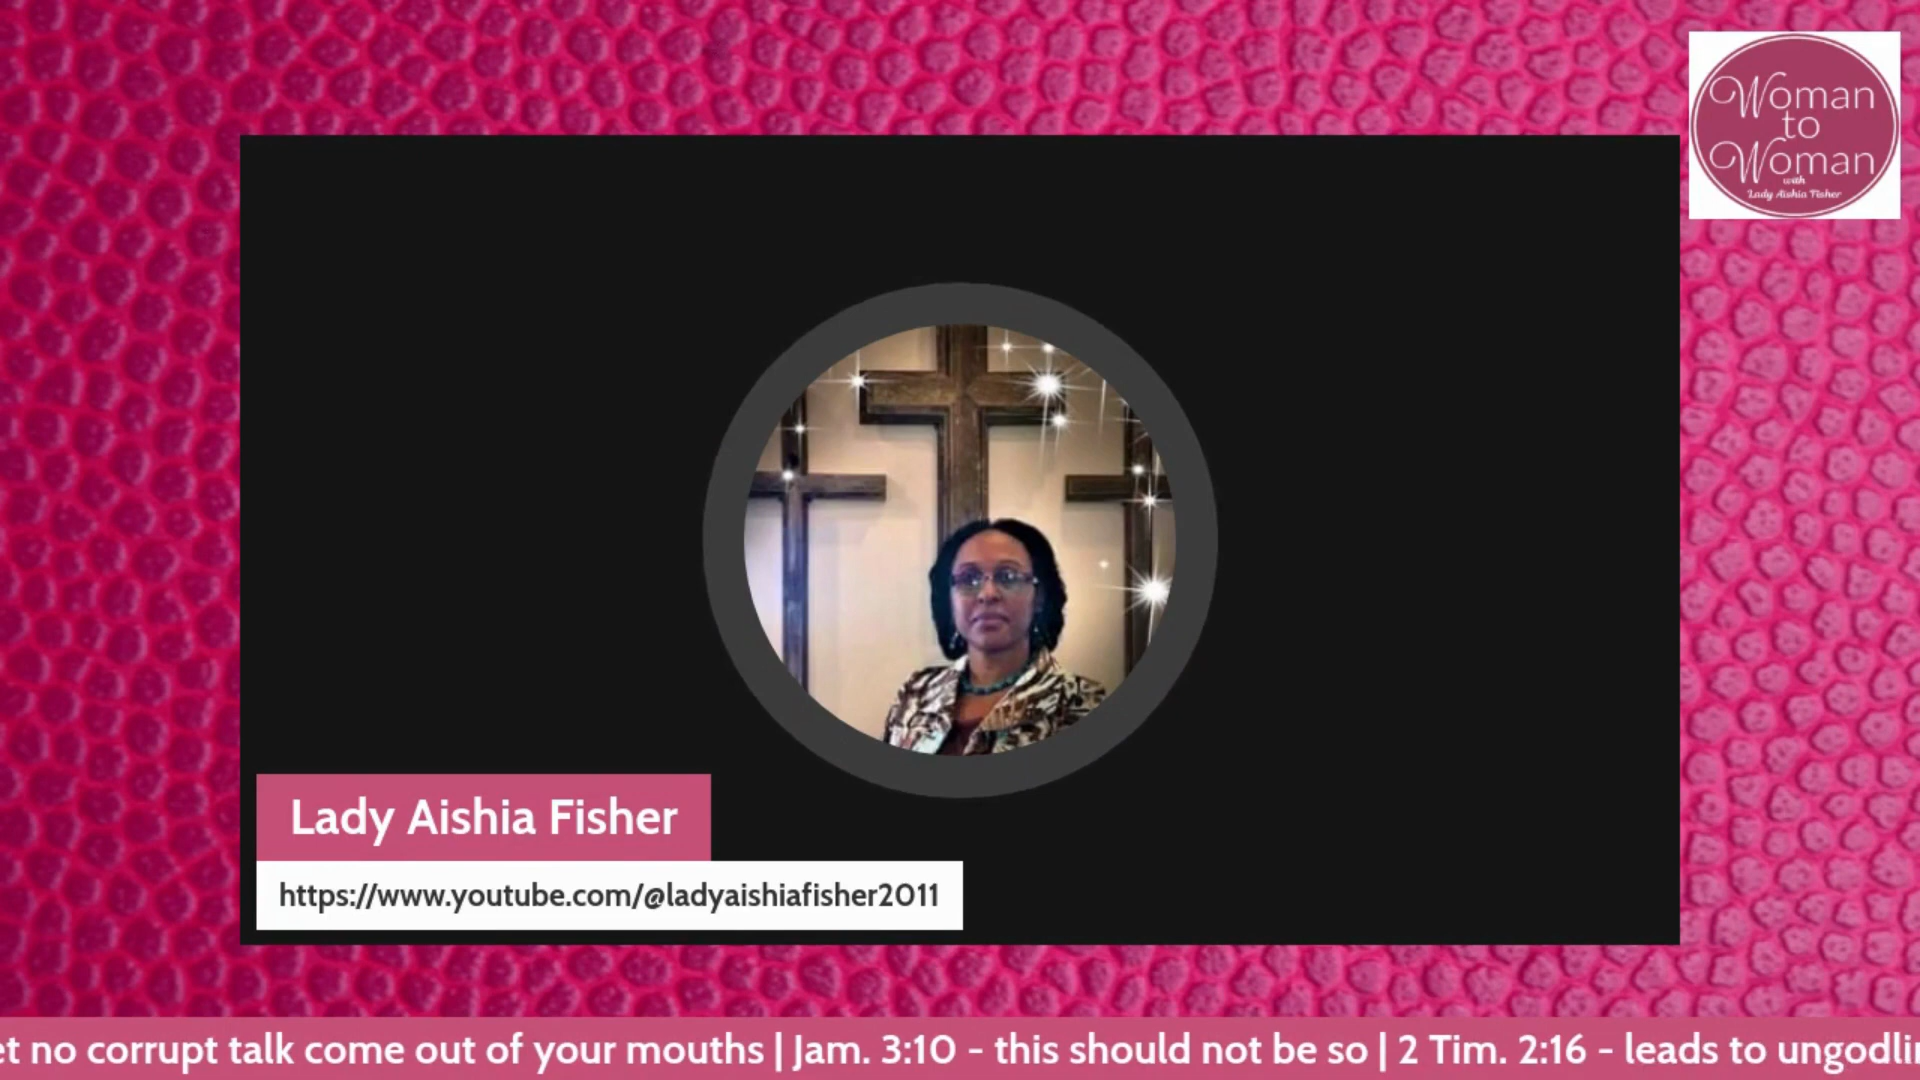 Woman
to
Woman
with
Lady Aishia Fisher
Lady Aishia Fisher
https://www.youtube.com/@ladyaishiafisher2011
et no corrupt talk come out of your mouths | Jam. 3:10 - this should not be so | 2 Tim. 2:16 - leads to ungodlin